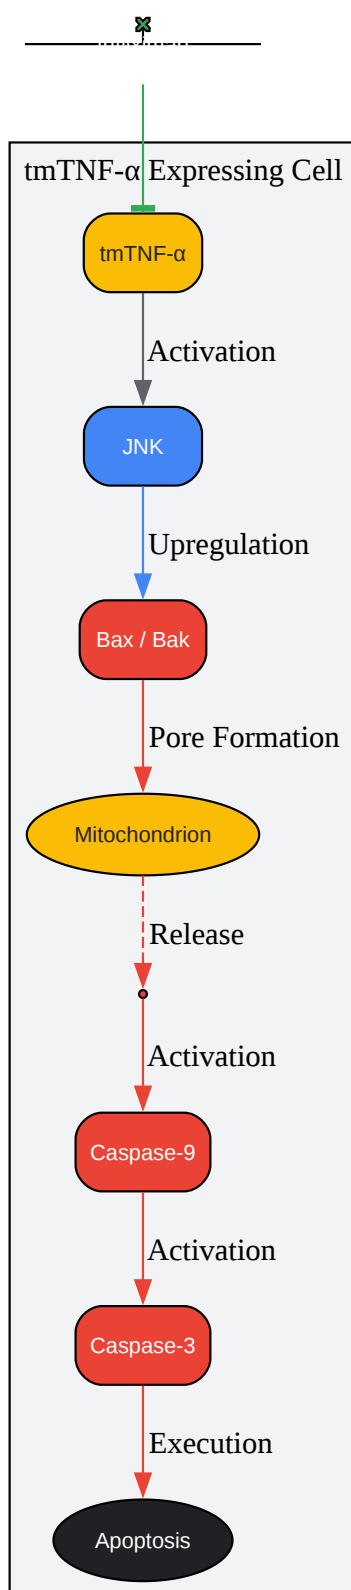 tmTNF-α Expressing Cell
tmTNF-α
Activation
JNK
Upregulation
Bax / Bak
Pore Formation
Mitochondrion
Release
Activation
Caspase-9
Activation
Caspase-3
Execution
Apoptosis